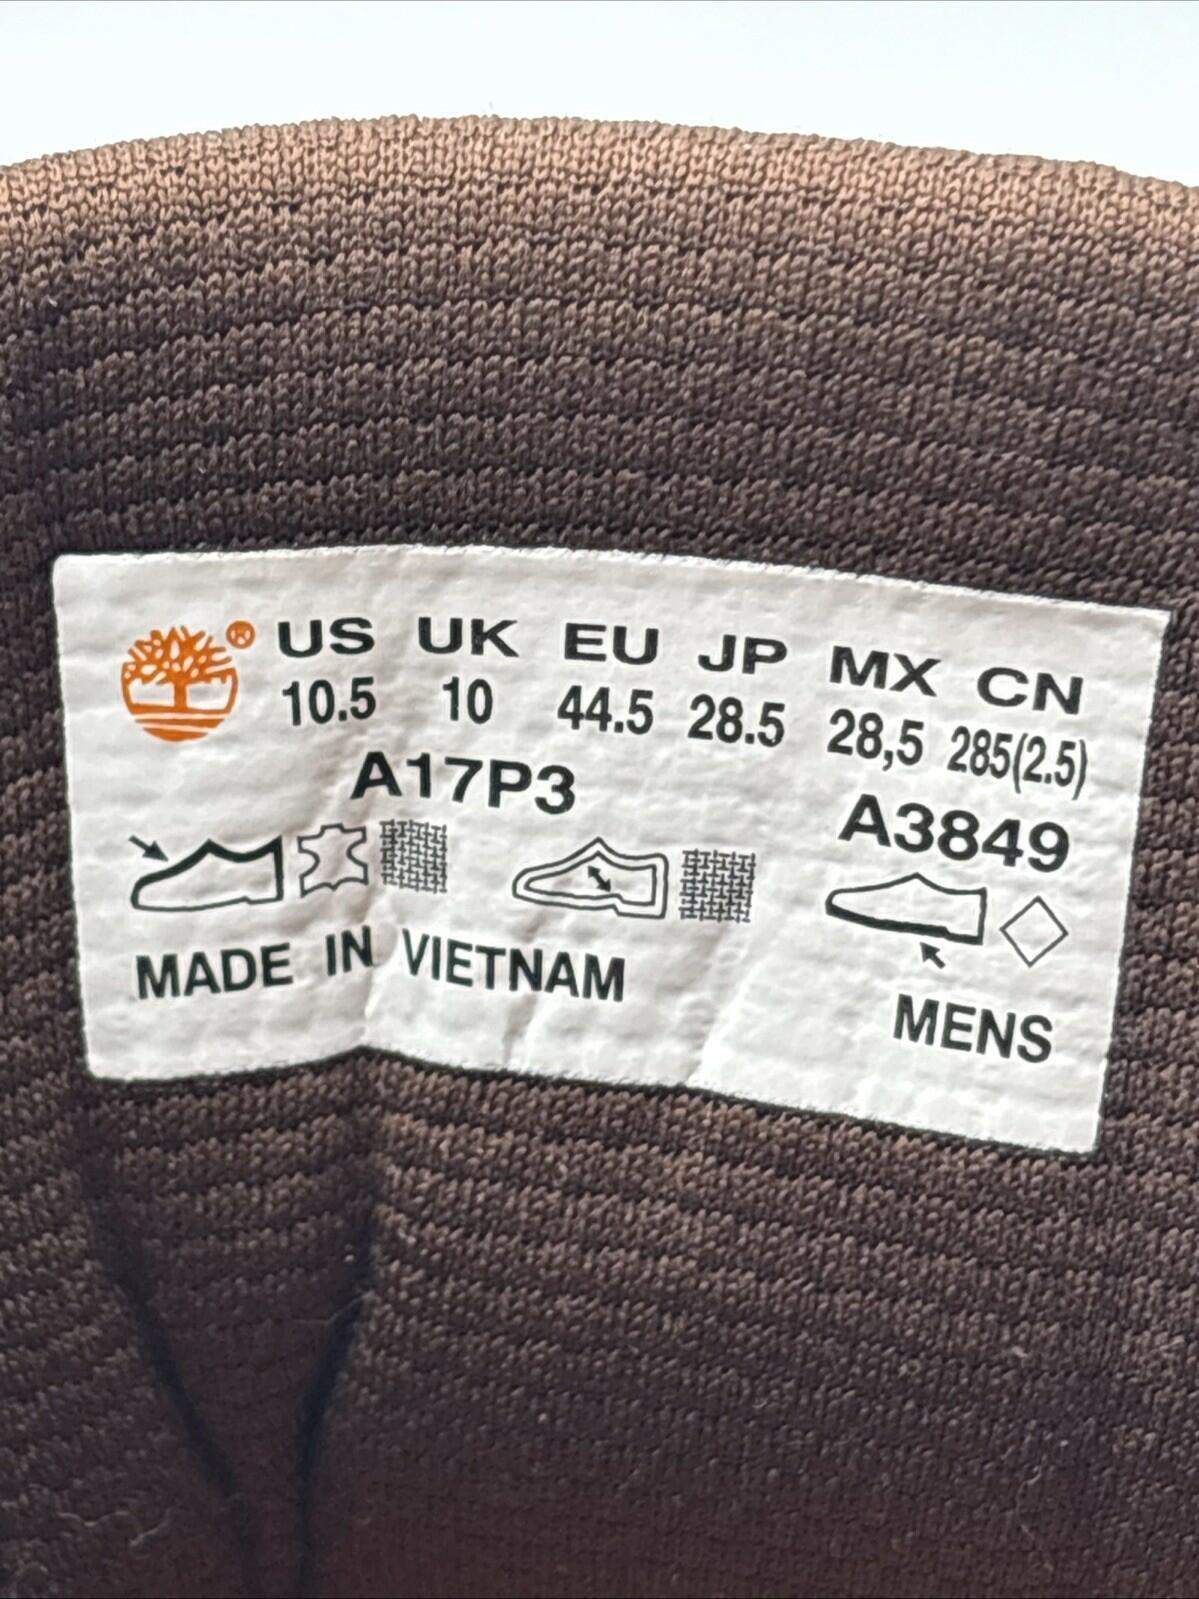 ® US UK EU JP MX CN
10.5 10 44.5 28.5 28,5 285(2.5)
A17P3
A3849
MADE IN VIETNAM
MENS